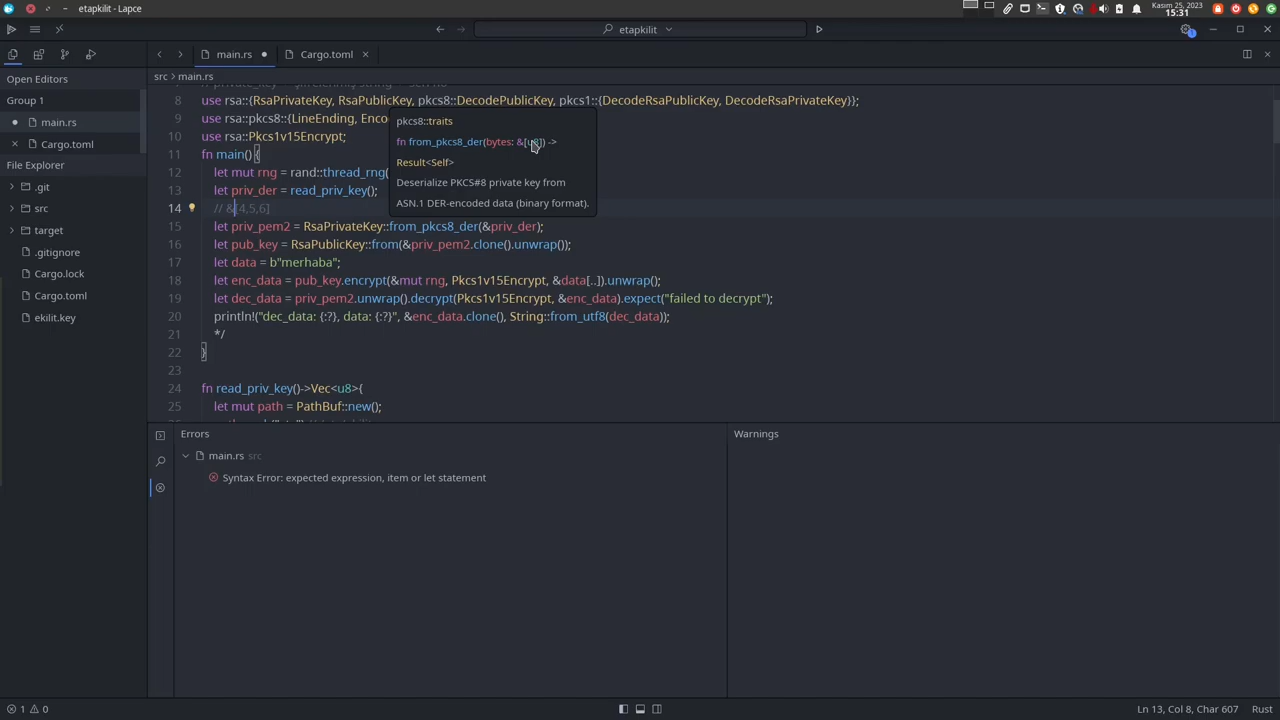 etapkilit - Lapce
Kasım 25, 2023
15:31
etapkilit
main.rs
Cargo.toml
Open Editors
src
main.rs
Group 1
main.rs
Cargo.toml
File Explorer
.git
src
target
.gitignore
Cargo.lock
Cargo.toml
ekilit.key
8 use rsa::{RsaPrivateKey, RsaPublicKey, pkcs8::DecodePublicKey, pkcs1::{DecodeRsaPublicKey, DecodeRsaPrivateKey}};
9 use rsa::pkcs8::{LineEnding, Enco
10 use rsa::Pkcs1v15Encrypt;
11 fn main() {
12 let mut rng = rand::thread_rng(
13 let priv_der = read_priv_key();
14 // &[4,5,6]
15 let priv_pem2 = RsaPrivateKey::from_pkcs8_der(&priv_der);
16 let pub_key = RsaPublicKey::from(&priv_pem2.clone().unwrap());
17 let data = b"merhaba";
18 let enc_data = pub_key.encrypt(&mut rng, Pkcs1v15Encrypt, &data[..]).unwrap();
19 let dec_data = priv_pem2.unwrap().decrypt(Pkcs1v15Encrypt, &enc_data).expect("failed to decrypt");
20 println!("dec_data: {:?}, data: {:?}", &enc_data.clone(), String::from_utf8(dec_data));
21 */
22 }
23
24 fn read_priv_key()->Vec<u8>{
25 let mut path = PathBuf::new();
pkcs8::traits
fn from_pkcs8_der(bytes: &[u8]) ->
Result<Self>
Deserialize PKCS#8 private key from
ASN.1 DER-encoded data (binary format).
Errors
main.rs src
Syntax Error: expected expression, item or let statement
Warnings
1 0
Ln 13, Col 8, Char 607
Rust